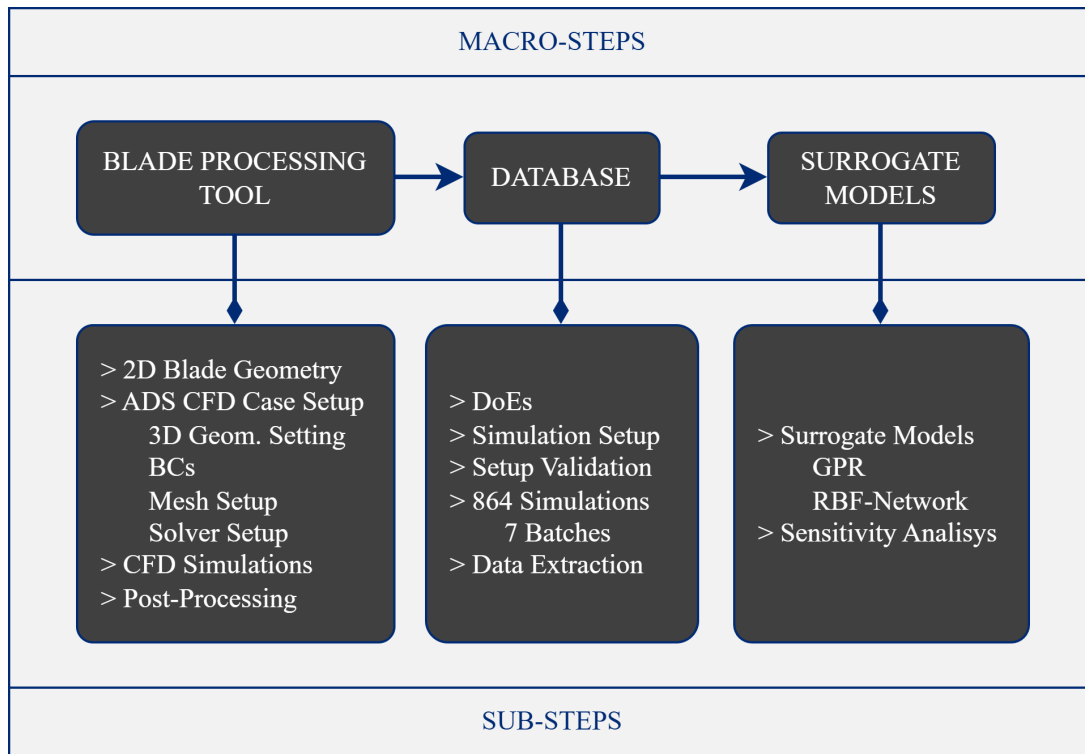 MACRO-STEPS
BLADE PROCESSING
TOOL
DATABASE
SURROGATE
MODELS
> 2D Blade Geometry
> ADS CFD Case Setup
3D Geom. Setting
BCs
Mesh Setup
Solver Setup
> CFD Simulations
> Post-Processing
> DoEs
> Simulation Setup
> Setup Validation
> 864 Simulations
7 Batches
> Data Extraction
> Surrogate Models
GPR
RBF-Network
> Sensitivity Analisys
SUB-STEPS